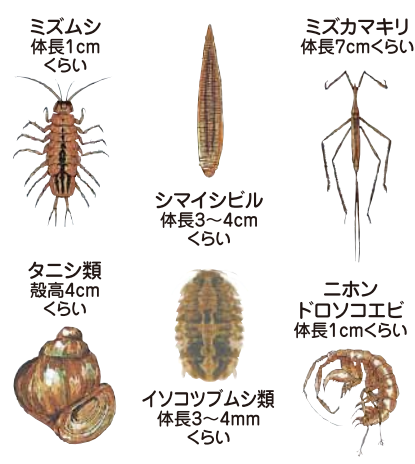 ミズムシ
体長1cm
くらい
シマイシビル
体長3～4cm
くらい
ミズカマキリ
体長7cmくらい
タニシ類
殻高4cm
くらい
イソコツブムシ類
体長3～4mm
くらい
ニホン
ドロソコエビ
体長1cmくらい